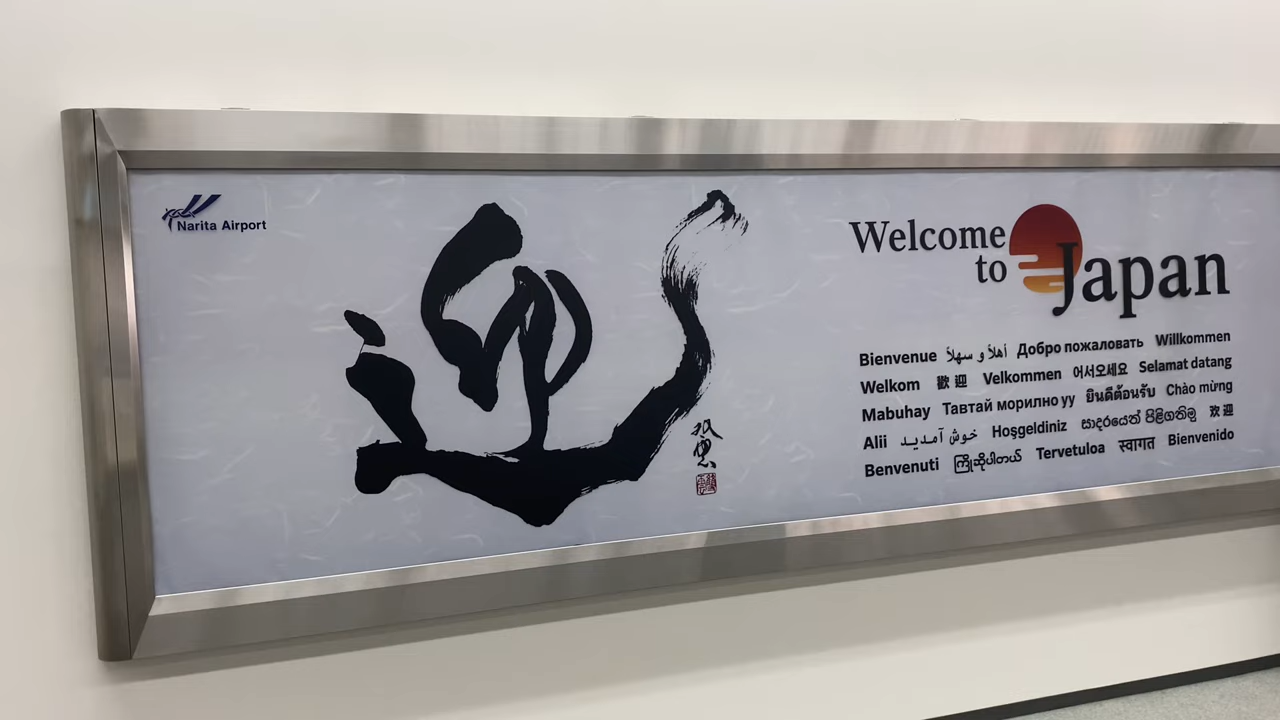 Narita Airport
迎
Welcome
to Japan
Bienvenue أهلاً و سهلاً Добро пожаловать Willkommen
Welkom 歡迎 Velkommen 어서오세요 Selamat datang
Mabuhay Тавтай морилно уу ยินดีต้อนรับ Chào mừng
Alii خوش آمدید Hoşgeldiniz සාදරයෙන් පිළිගනිමු 欢迎
Benvenuti ကြိုဆိုပါတယ် Tervetuloa स्वागत Bienvenido